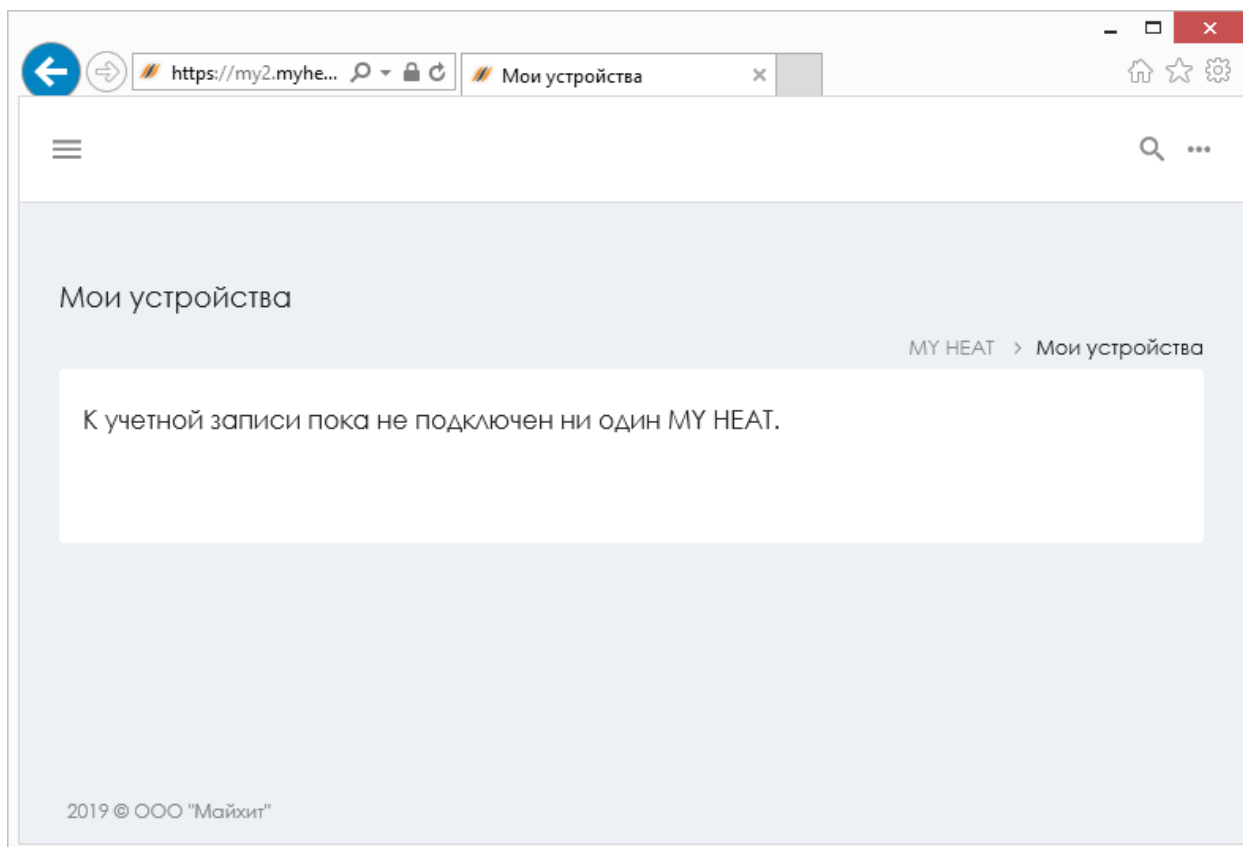 https://my2.myhe...
Мои устройства
Мои устройства
MY HEAT > Мои устройства
К учетной записи пока не подключен ни один MY HEAT.
2019 © ООО "Майхит"